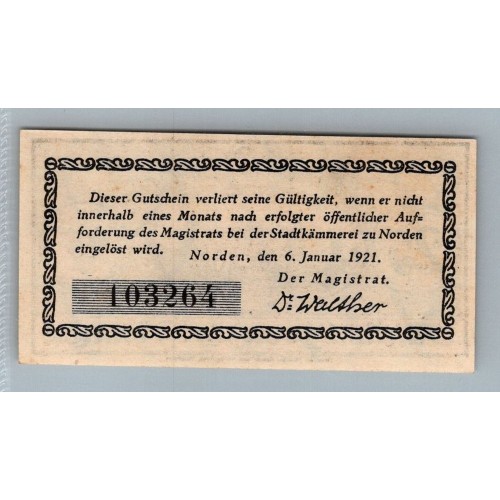 Dieser Gutschein verliert seine Gültigkeit, wenn er nicht
innerhalb eines Monats nach erfolgter öffentlicher Auf=
forderung des Magistrats bei der Stadtkämmerei zu Norden
eingelöst wird.
Norden, den 6. Januar 1921.
Der Magistrat.
103264
Dr. Walther